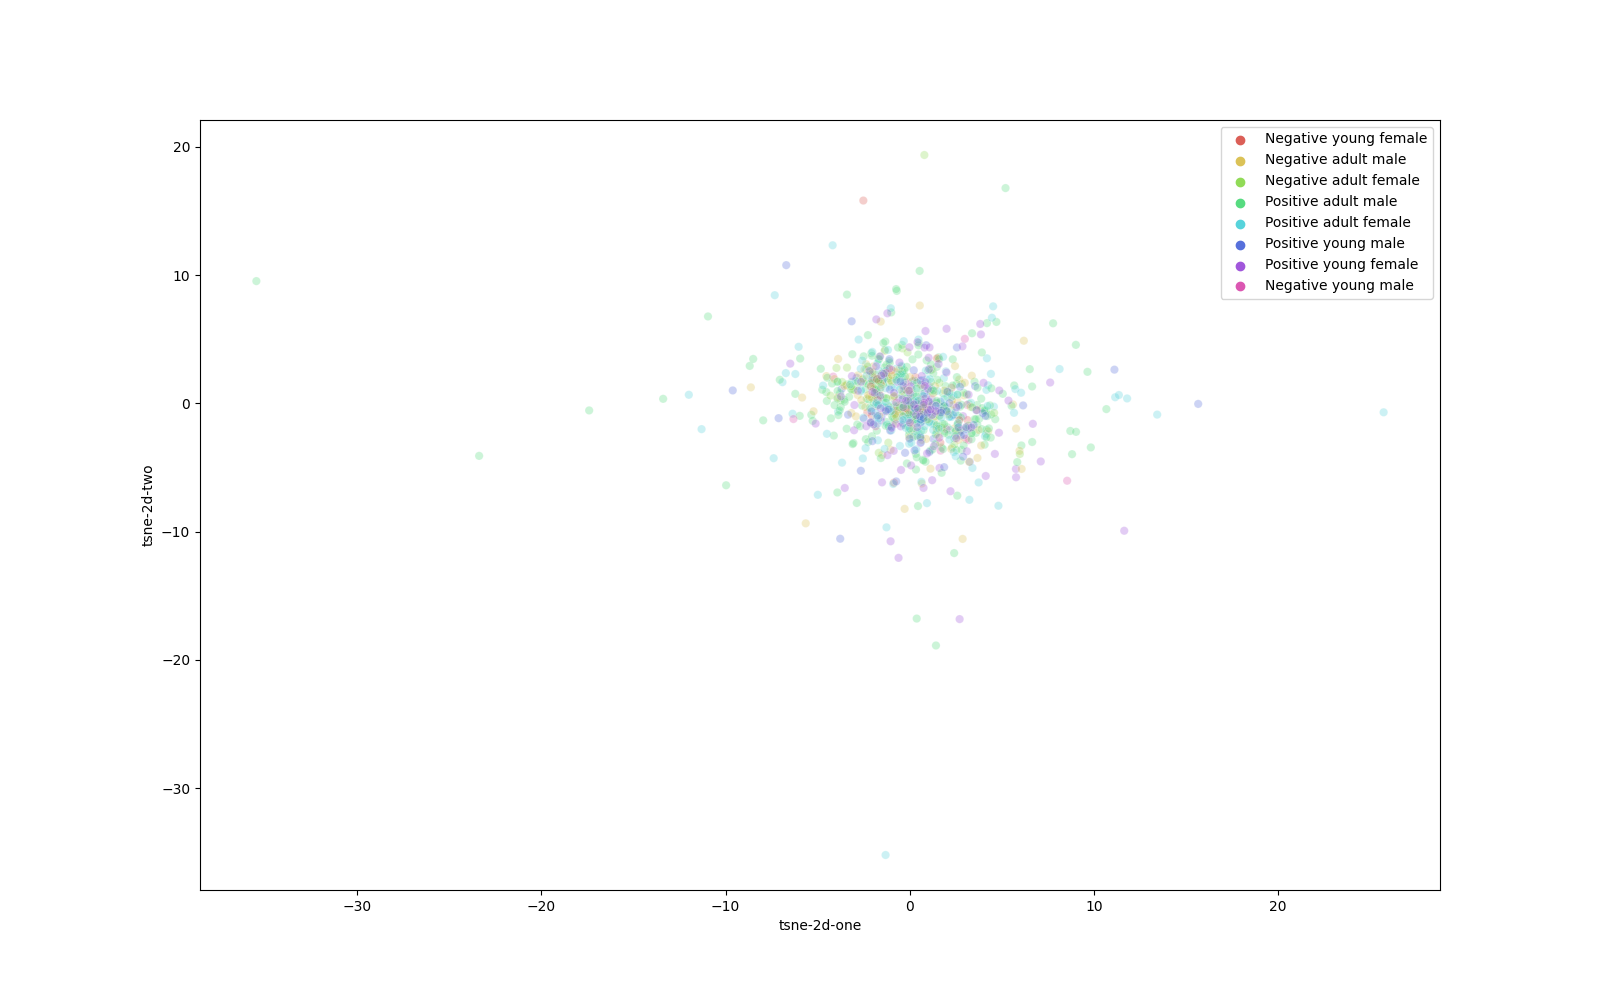 Negative young female
Negative adult male
Negative adult female
Positive adult male
Positive adult female
Positive young male
Positive young female
Negative young male
20
10
0
−10
−20
−30
tsne-2d-two
−30
−20
−10
0
10
20
tsne-2d-one